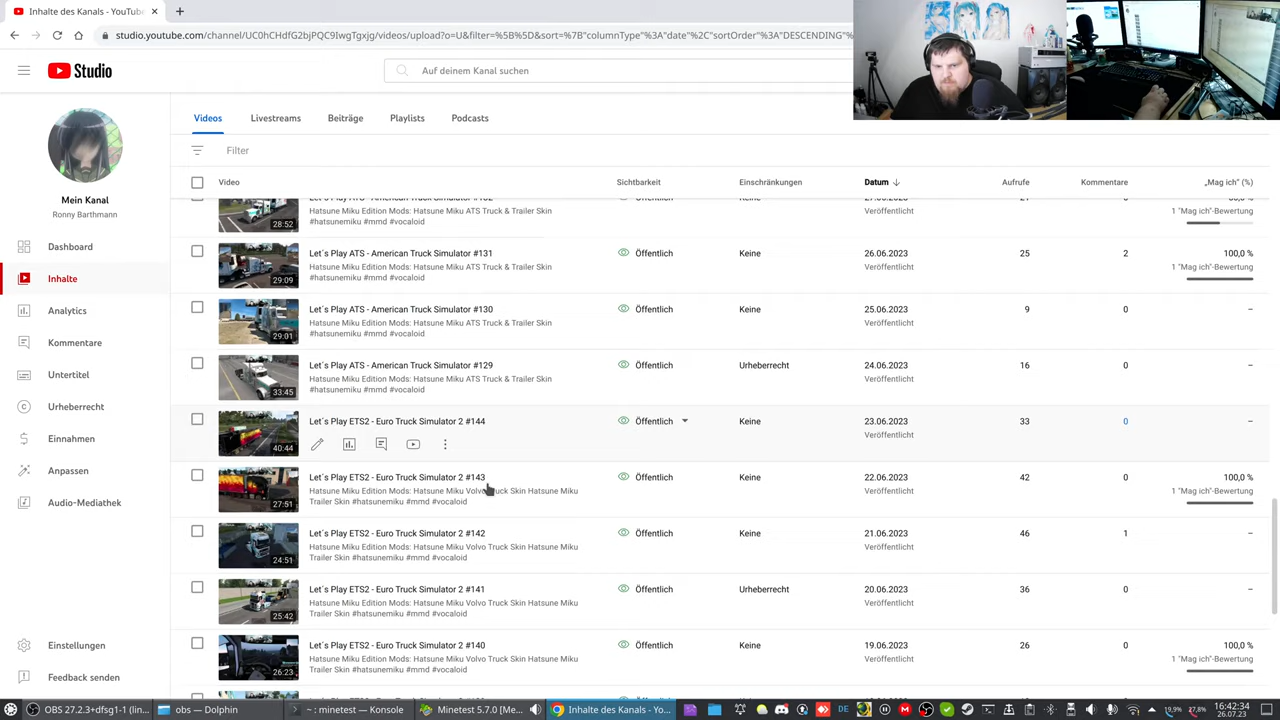 Inhalte des Kanals - YouTube
studio.youtube.com/channel/
Studio
Auf deinem Kanal suchen
Mein Kanal
Ronny Barthmann
Dashboard
Inhalte
Analytics
Kommentare
Untertitel
Urheberrecht
Einnahmen
Anpassen
Audio-Mediathek
Einstellungen
Feedback senden
Videos Livestreams Beiträge Playlists Podcasts
Filter
Video Sichtbarkeit Einschränkungen Datum Aufrufe Kommentare „Mag ich" (%)
Hatsune Miku Edition Mods: Hatsune Miku ATS Truck & Trailer Skin Veröffentlicht 1 "Mag ich"-Bewertung
#hatsunemiku #mmd #vocaloid
28:52
Let´s Play ATS - American Truck Simulator #131 Öffentlich Keine 26.06.2023 25 2 100,0 %
Hatsune Miku Edition Mods: Hatsune Miku ATS Truck & Trailer Skin Veröffentlicht 1 "Mag ich"-Bewertung
#hatsunemiku #mmd #vocaloid
29:09
Let´s Play ATS - American Truck Simulator #130 Öffentlich Keine 25.06.2023 9 0 –
Hatsune Miku Edition Mods: Hatsune Miku ATS Truck & Trailer Skin Veröffentlicht
#hatsunemiku #mmd #vocaloid
29:01
Let´s Play ATS - American Truck Simulator #129 Öffentlich Urheberrecht 24.06.2023 16 0 –
Hatsune Miku Edition Mods: Hatsune Miku ATS Truck & Trailer Skin Veröffentlicht
#hatsunemiku #mmd #vocaloid
33:45
Let´s Play ETS2 - Euro Truck Simulator 2 #144 Öffentlich Keine 23.06.2023 33 0 –
Veröffentlicht
40:44
Let´s Play ETS2 - Euro Truck Simulator 2 #143 Öffentlich Keine 22.06.2023 42 0 100,0 %
Hatsune Miku Edition Mods: Hatsune Miku Volvo Truck Skin Hatsune Miku Veröffentlicht 1 "Mag ich"-Bewertung
Trailer Skin #hatsunemiku #mmd #vocaloid
27:51
Let´s Play ETS2 - Euro Truck Simulator 2 #142 Öffentlich Keine 21.06.2023 46 1 –
Hatsune Miku Edition Mods: Hatsune Miku Volvo Truck Skin Hatsune Miku Veröffentlicht
Trailer Skin #hatsunemiku #mmd #vocaloid
24:51
Let´s Play ETS2 - Euro Truck Simulator 2 #141 Öffentlich Urheberrecht 20.06.2023 36 0 –
Hatsune Miku Edition Mods: Hatsune Miku Volvo Truck Skin Hatsune Miku Veröffentlicht
Trailer Skin #hatsunemiku #mmd #vocaloid
25:42
Let´s Play ETS2 - Euro Truck Simulator 2 #140 Öffentlich Keine 19.06.2023 26 0 100,0 %
Hatsune Miku Edition Mods: Hatsune Miku Volvo Truck Skin Hatsune Miku Veröffentlicht 1 "Mag ich"-Bewertung
Trailer Skin #hatsunemiku #mmd #vocaloid
26:23
OBS 27.2.3+dfsg1-1 (lin... obs — Dolphin ~ : minetest — Konsole Minetest 5.7.0 [Me... Inhalte des Kanals - Yo... DE 19,9% 27,8% 16:42:34
26.07.23